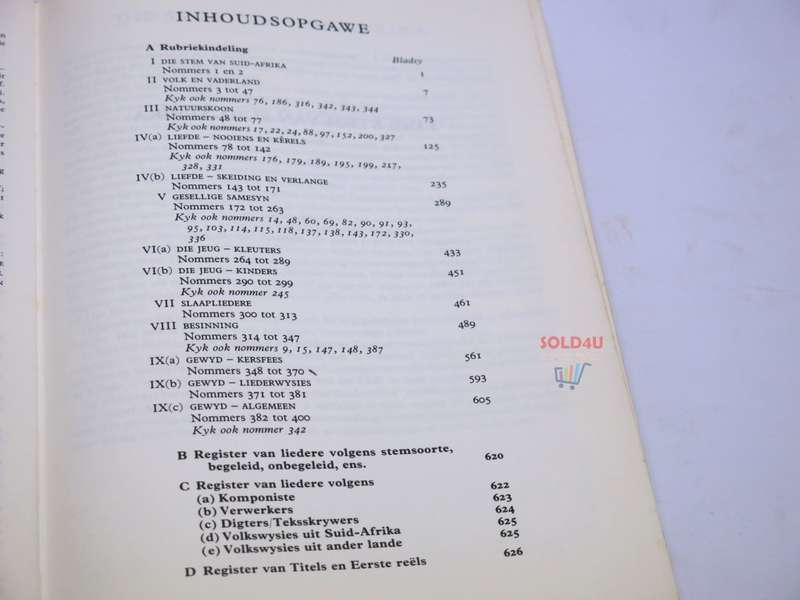 INHOUDSOPGAWE
A Rubriekindeling
Bladsy
I DIE STEM VAN SUID-AFRIKA
Nommers 1 en 2 1
II VOLK EN VADERLAND
Nommers 3 tot 47 7
Kyk ook nommers 76, 186, 316, 342, 343, 344
III NATUURSKOON
Nommers 48 tot 77 73
Kyk ook nommers 17, 22, 24, 88, 97, 152, 200, 327
IV(a) LIEFDE – NOOIENS EN KÊRELS
Nommers 78 tot 142 125
Kyk ook nommers 176, 179, 189, 195, 199, 217,
328, 331
IV(b) LIEFDE – SKEIDING EN VERLANGE
Nommers 143 tot 171 235
V GESELLIGE SAMESYN
Nommers 172 tot 263 289
Kyk ook nommers 14, 48, 60, 69, 82, 90, 91, 93,
95, 103, 114, 115, 118, 137, 138, 143, 172, 330,
336
VI(a) DIE JEUG – KLEUTERS 433
Nommers 264 tot 289
VI(b) DIE JEUG – KINDERS 451
Nommers 290 tot 299
Kyk ook nommer 245
VII SLAAPLIEDERE 461
Nommers 300 tot 313
VIII BESINNING 489
Nommers 314 tot 347
Kyk ook nommers 9, 15, 147, 148, 387
IX(a) GEWYD – KERSFEES 561
Nommers 348 tot 370
IX(b) GEWYD – LIEDERWYSIES 593
Nommers 371 tot 381
IX(c) GEWYD – ALGEMEEN 605
Nommers 382 tot 400
Kyk ook nommer 342
B Register van liedere volgens stemsoorte,
begeleid, onbegeleid, ens. 620
C Register van liedere volgens 622
(a) Komponiste 623
(b) Verwerkers 624
(c) Digters/Teksskrywers 625
(d) Volkswysies uit Suid-Afrika 625
(e) Volkswysies uit ander lande 626
D Register van Titels en Eerste reëls
SOLD4U